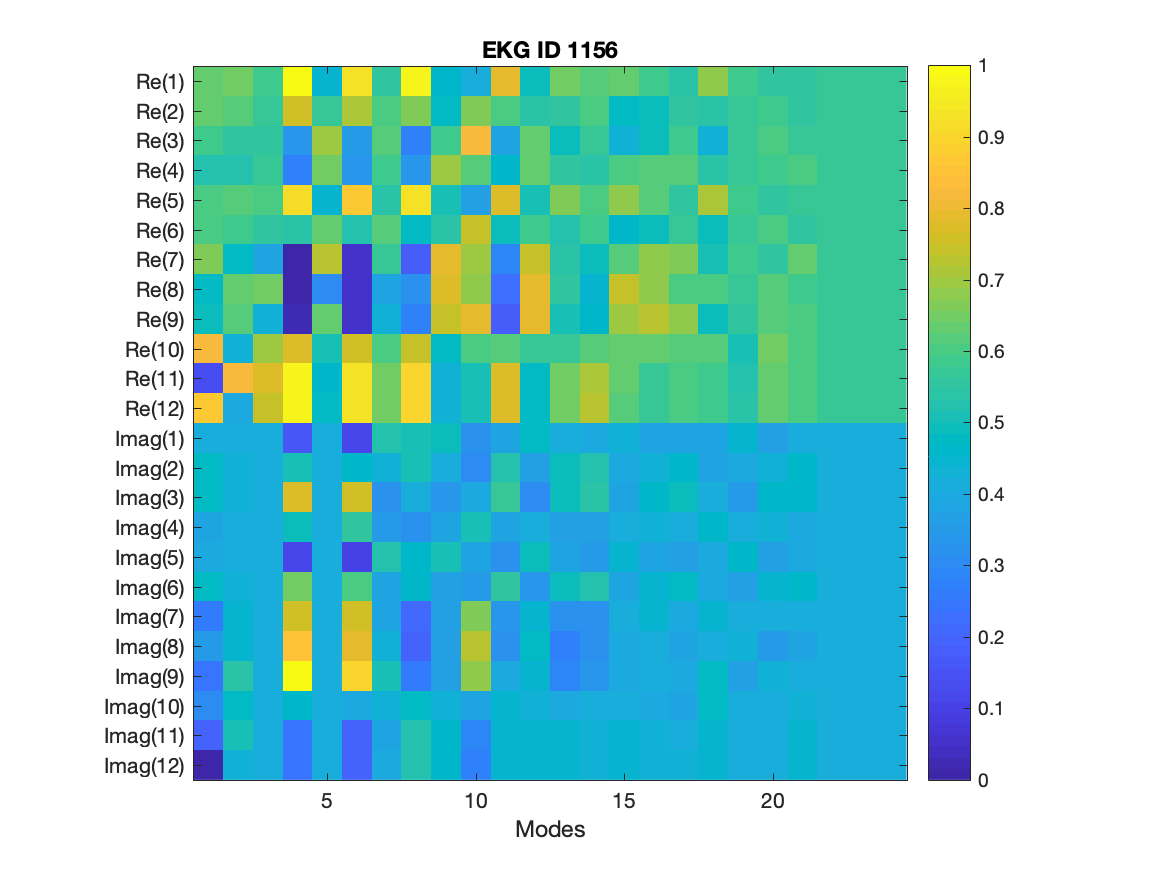 EKG ID 1156
Re(1)
Re(2)
Re(3)
Re(4)
Re(5)
Re(6)
Re(7)
Re(8)
Re(9)
Re(10)
Re(11)
Re(12)
Imag(1)
Imag(2)
Imag(3)
Imag(4)
Imag(5)
Imag(6)
Imag(7)
Imag(8)
Imag(9)
Imag(10)
Imag(11)
Imag(12)
5 10 15 20
Modes
1
0.9
0.8
0.7
0.6
0.5
0.4
0.3
0.2
0.1
0